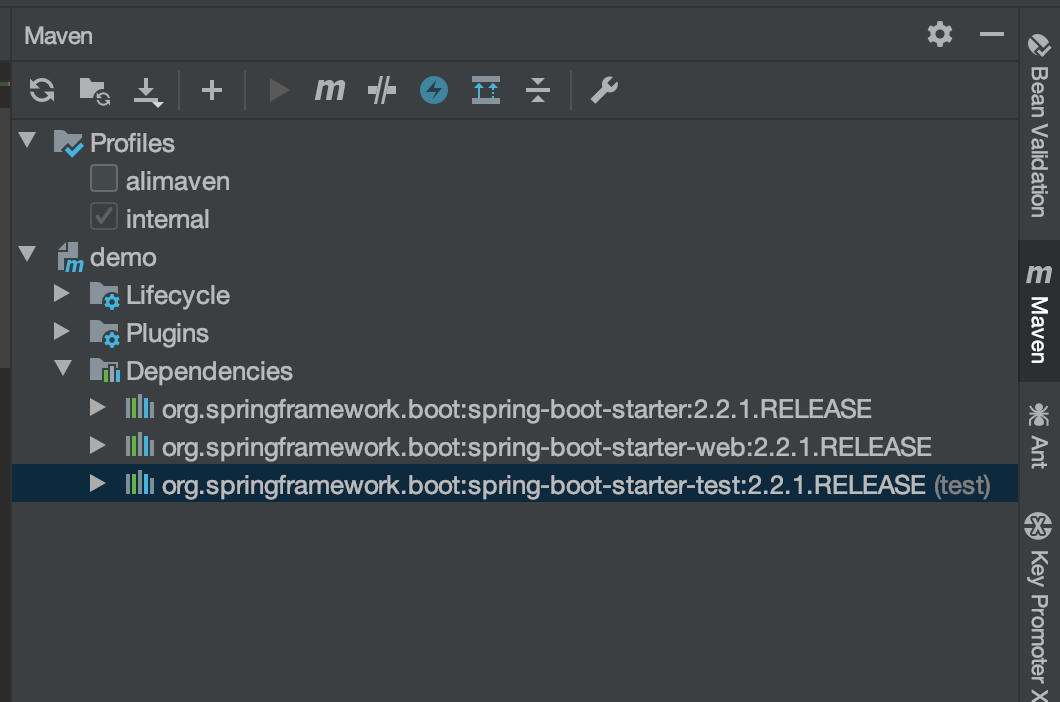 Maven
m
Profiles
alimaven
internal
demo
Lifecycle
Plugins
Dependencies
org.springframework.boot:spring-boot-starter:2.2.1.RELEASE
org.springframework.boot:spring-boot-starter-web:2.2.1.RELEASE
org.springframework.boot:spring-boot-starter-test:2.2.1.RELEASE (test)
Bean Validation
m
Maven
Ant
Key Promoter X